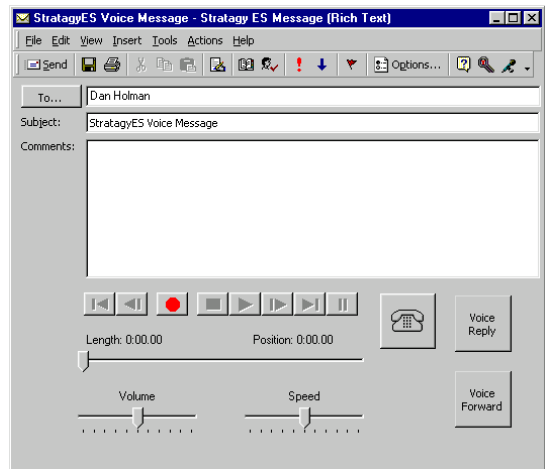 StratagyES Voice Message - Stratagy ES Message (Rich Text)
File Edit View Insert Tools Actions Help
Send Options...
To... Dan Holman
Subject: StratagyES Voice Message
Comments:
Length: 0:00.00 Position: 0:00.00
Voice Reply
Volume Speed
Voice Forward